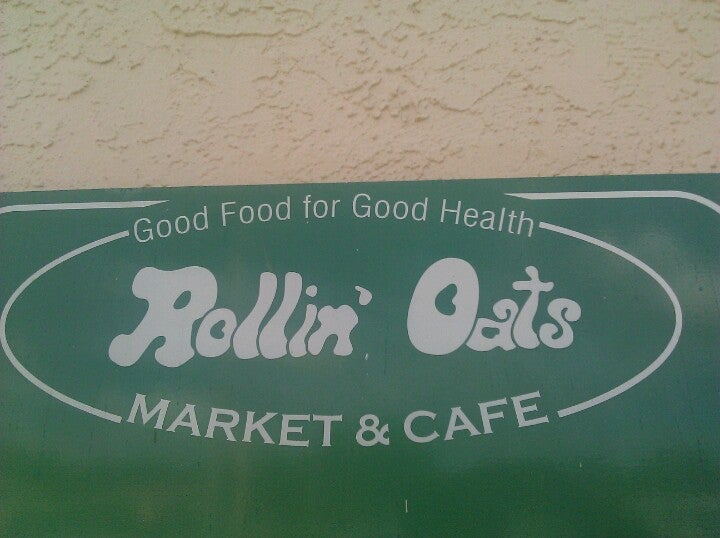 Good Food for Good Health
Rollin' Oats
MARKET & CAFE